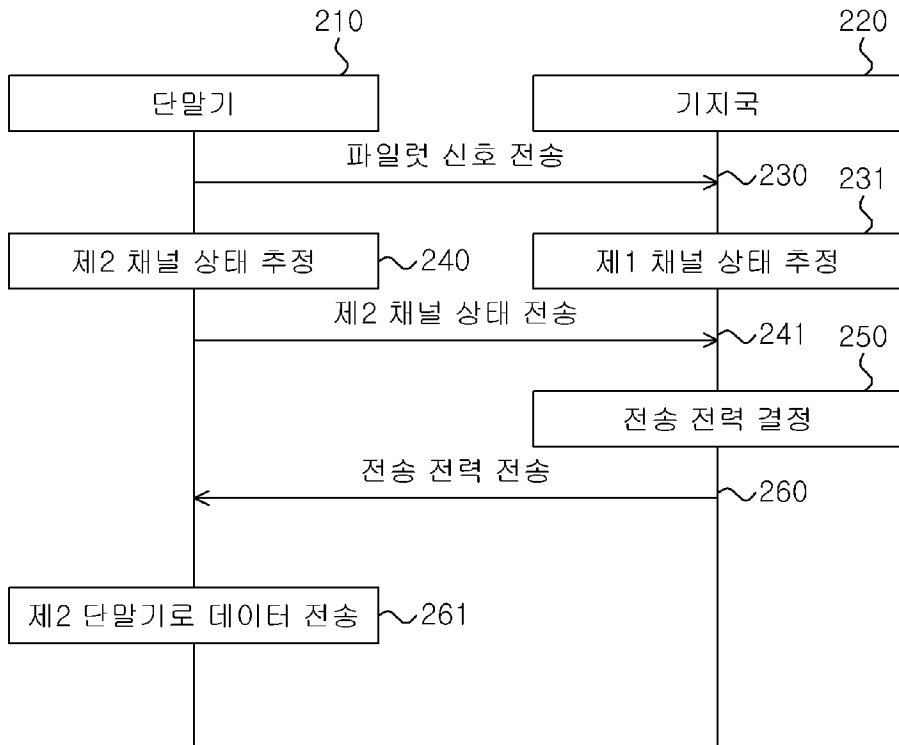 210
220
단말기
기지국
파일럿 신호 전송
230
231
제2 채널 상태 추정
240
제1 채널 상태 추정
제2 채널 상태 전송
241
250
전송 전력 결정
전송 전력 전송
260
제2 단말기로 데이터 전송
261